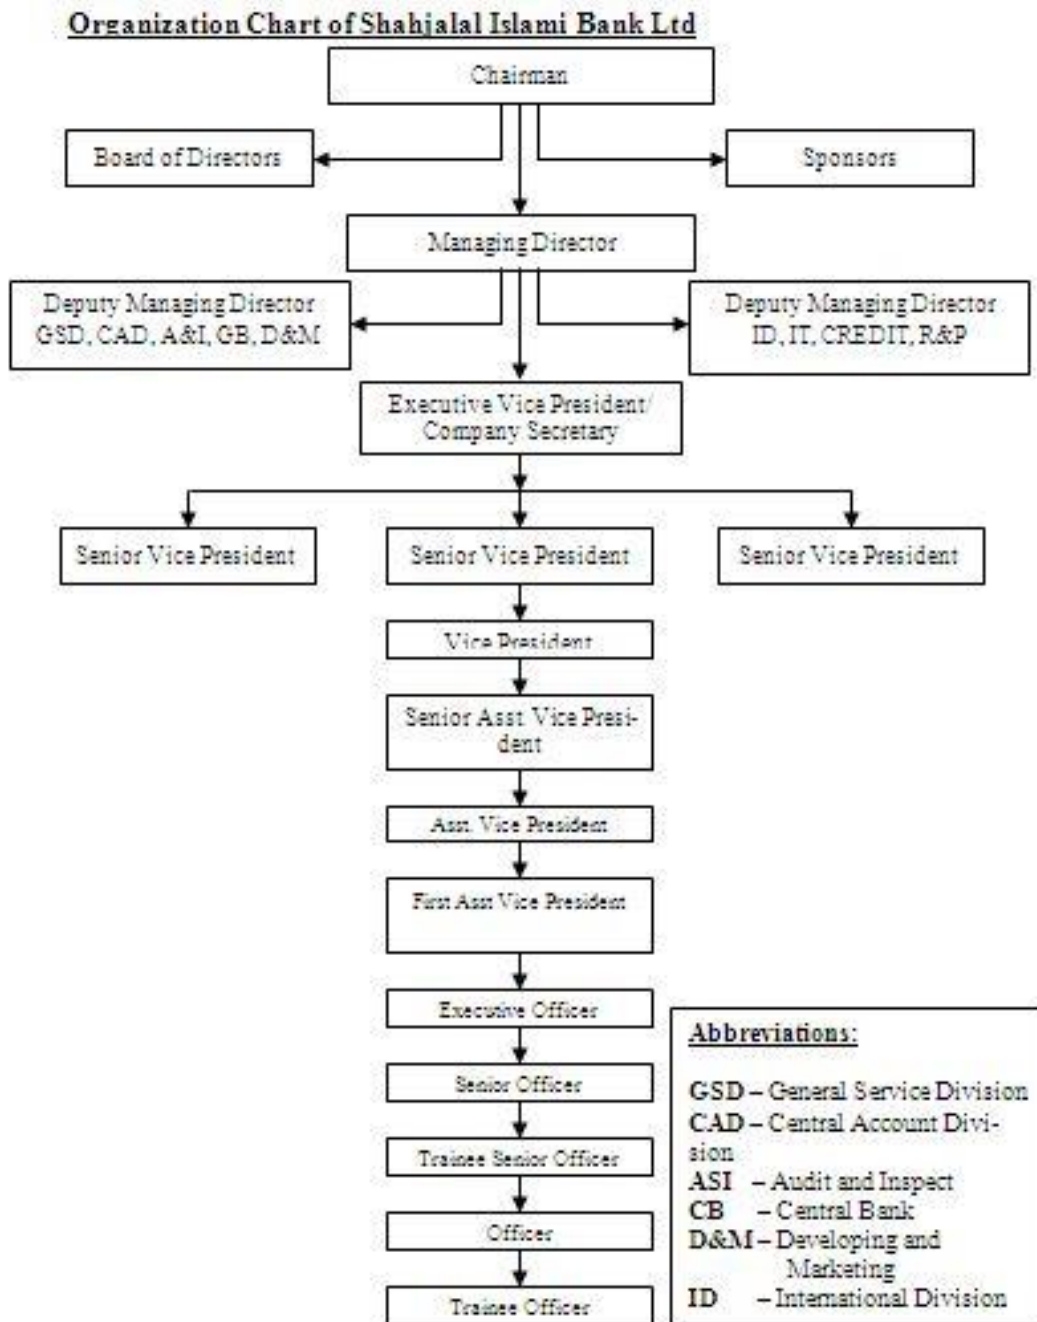 Organization Chart of Shahjalal Islami Bank Ltd
Chairman
Board of Directors
Sponsors
Managing Director
Deputy Managing Director
GSD, CAD, A&I, GB, D&M
Deputy Managing Director
ID, IT, CREDIT, R&P
Executive Vice President/
Company Secretary
Senior Vice President
Senior Vice President
Senior Vice President
Vice President
Senior Asst. Vice Presi-
dent
Asst. Vice President
First Asst Vice President
Executive Officer
Senior Officer
Trainee Senior Officer
Officer
Trainee Officer
Abbreviations:
GSD – General Service Division
CAD – Central Account Divi-
sion
ASI – Audit and Inspect
CB – Central Bank
D&M – Developing and
Marketing
ID – International Division